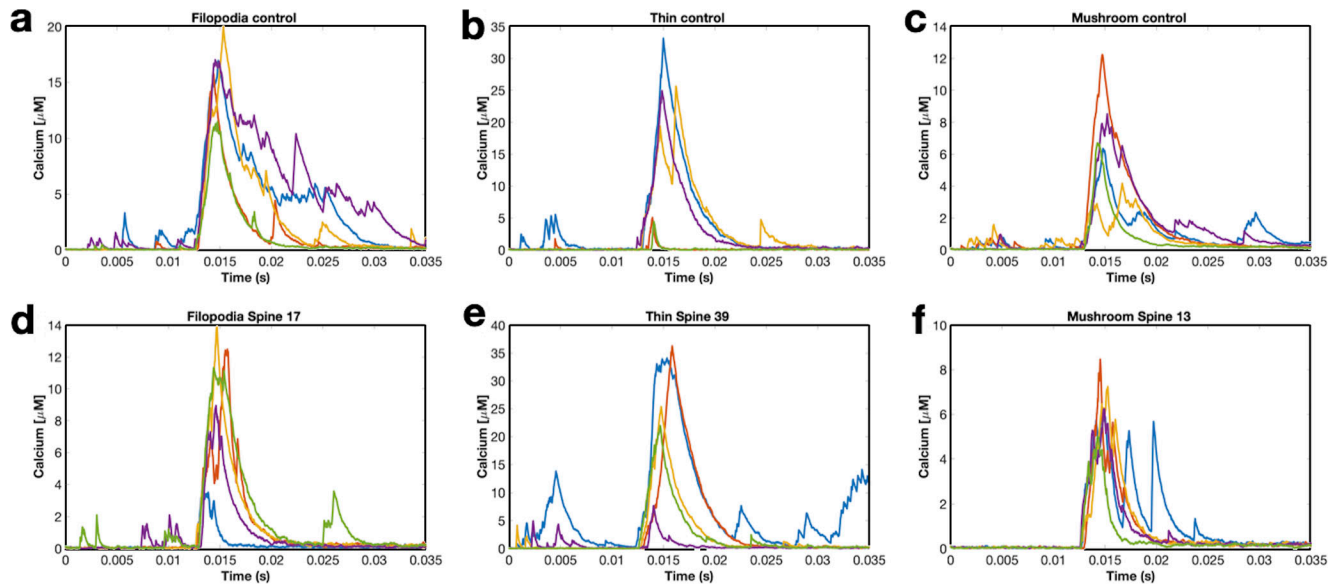 a
Filopodia control
20
15
10
5
0
Calcium [μM]
0 0.005 0.01 0.015 0.02 0.025 0.03 0.035
Time (s)
b
Thin control
35
30
25
20
15
10
5
0
Calcium [μM]
0 0.005 0.01 0.015 0.02 0.025 0.03 0.035
Time (s)
c
Mushroom control
14
12
10
8
6
4
2
0
Calcium [μM]
0 0.005 0.01 0.015 0.02 0.025 0.03 0.035
Time (s)
d
Filopodia Spine 17
14
12
10
8
6
4
2
0
Calcium [μM]
0 0.005 0.01 0.015 0.02 0.025 0.03 0.035
Time (s)
e
Thin Spine 39
40
35
30
25
20
15
10
5
0
Calcium [μM]
0 0.005 0.01 0.015 0.02 0.025 0.03 0.035
Time (s)
f
Mushroom Spine 13
10
8
6
4
2
0
Calcium [μM]
0 0.005 0.01 0.015 0.02 0.025 0.03 0.035
Time (s)